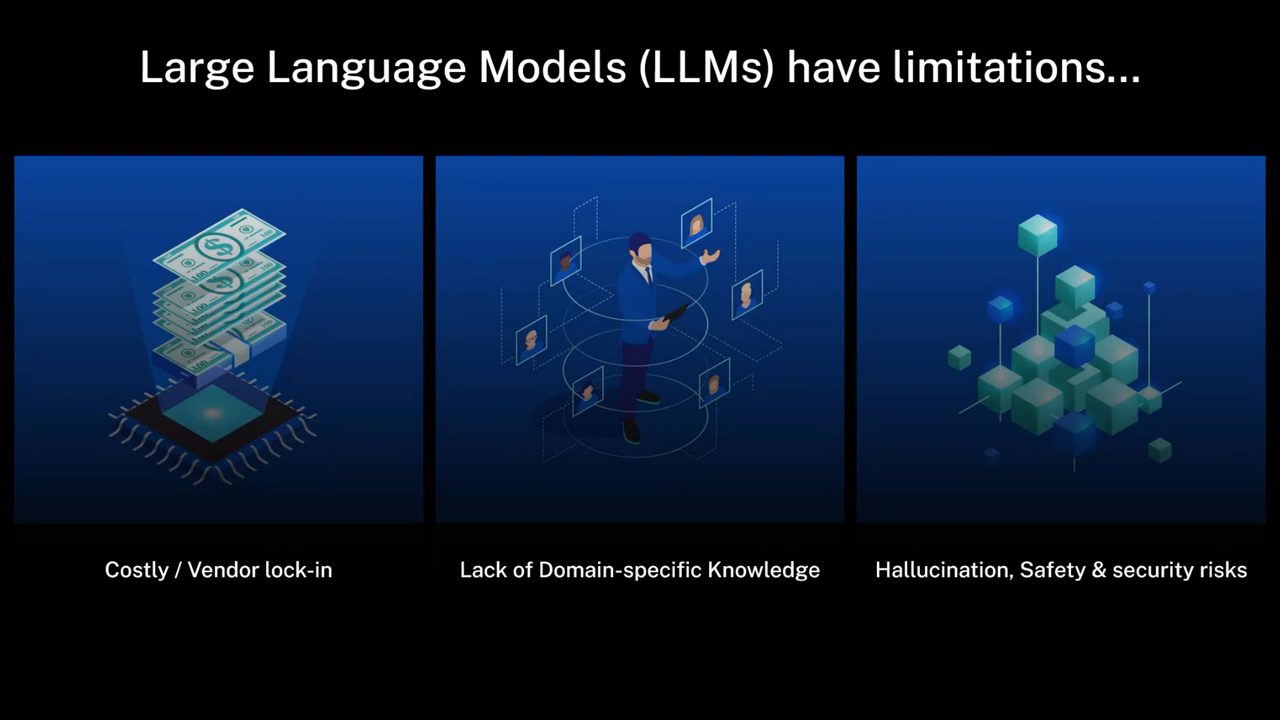 Large Language Models (LLMs) have limitations...
Costly / Vendor lock-in
Lack of Domain-specific Knowledge
Hallucination, Safety & security risks